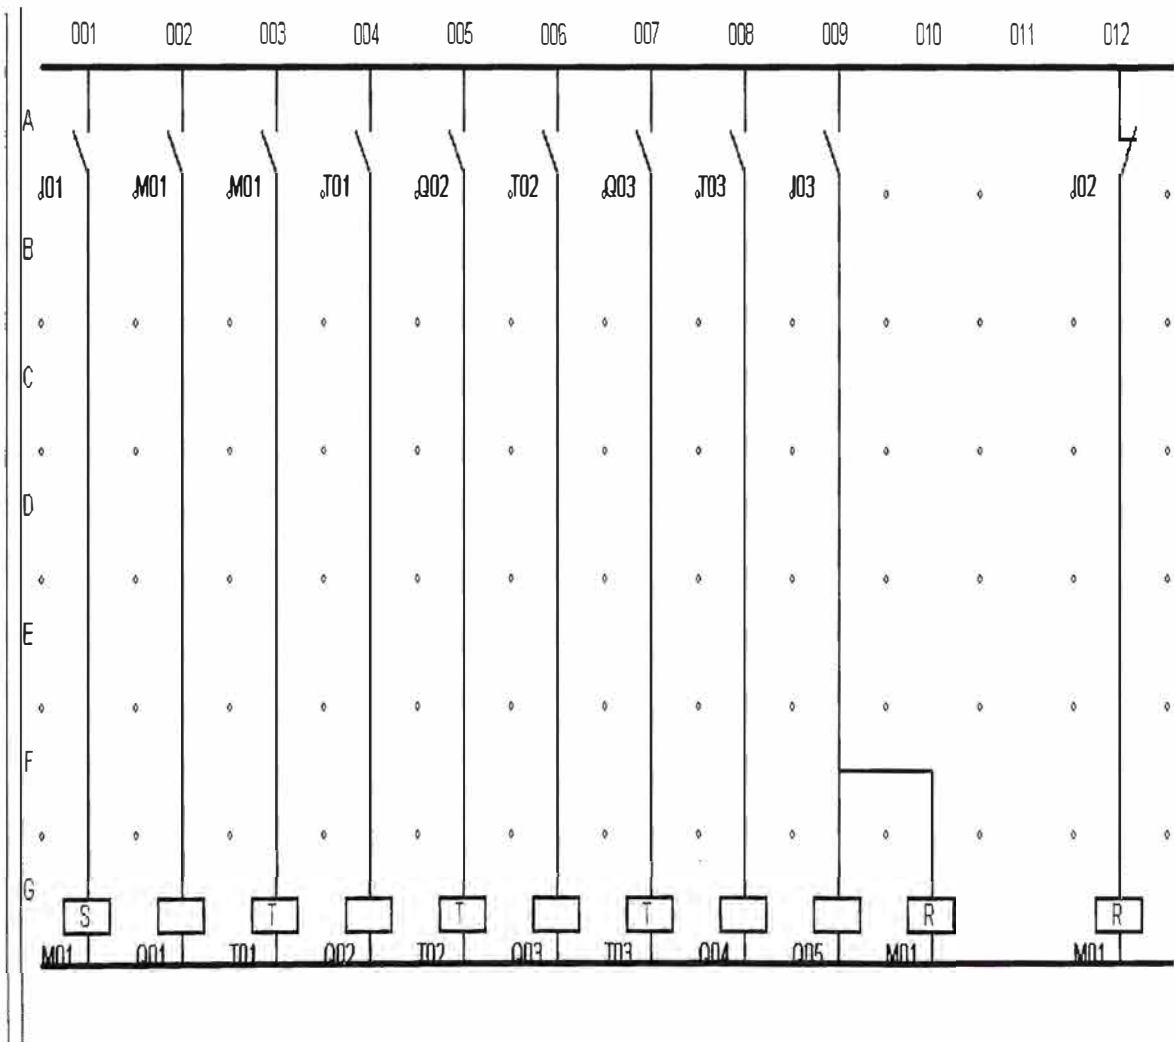 001 002 003 004 005 006 007 008 009 010 011 012
A
I01 M01 M01 T01 Q02 T02 Q03 T03 I03 I02
B
C
D
E
F
G
S T T T R R
M01 Q01 T01 Q02 T02 Q03 T03 Q04 Q05 M01 M01